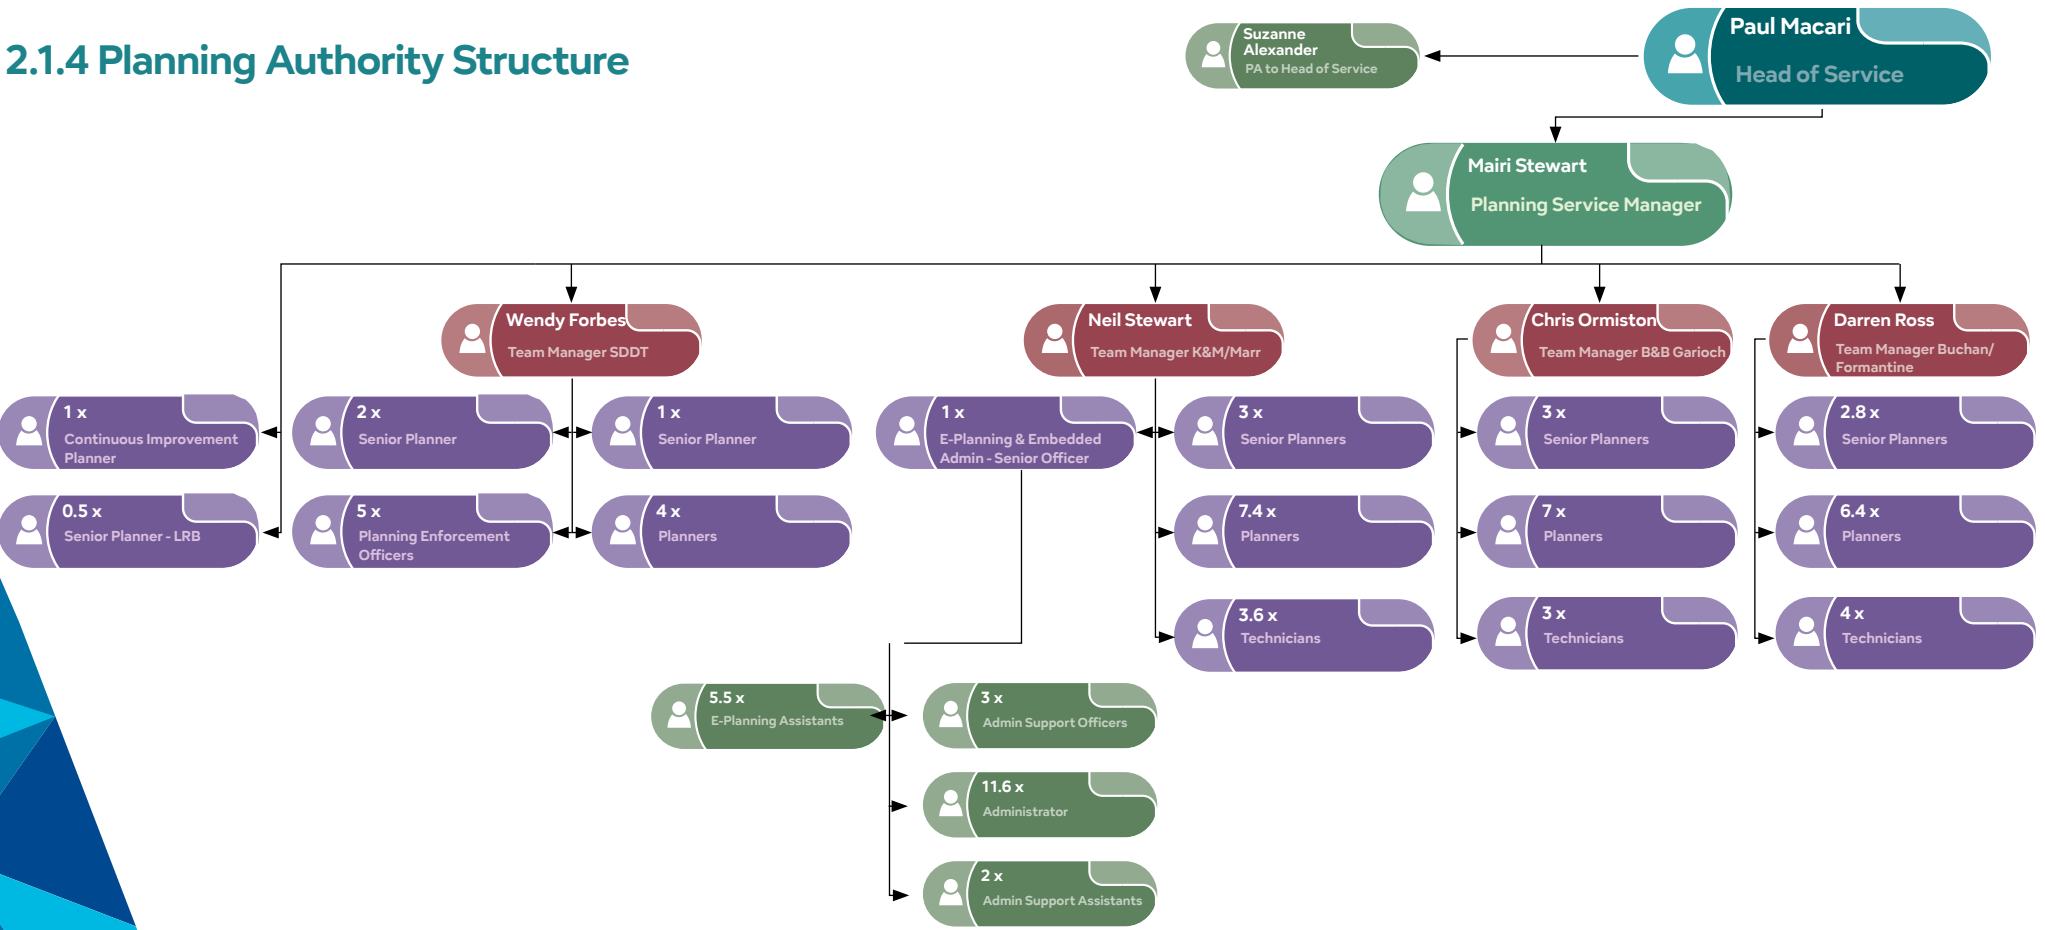 2.1.4 Planning Authority Structure
Suzanne
Alexander
PA to Head of Service
Paul Macari
Head of Service
Mairi Stewart
Planning Service Manager
Wendy Forbes
Team Manager SDDT
Neil Stewart
Team Manager K&M/Marr
Chris Ormiston
Team Manager B&B Garioch
Darren Ross
Team Manager Buchan/
Formantine
1 x
Continuous Improvement
Planner
2 x
Senior Planner
1 x
Senior Planner
1 x
E-Planning & Embedded
Admin - Senior Officer
3 x
Senior Planners
3 x
Senior Planners
2.8 x
Senior Planners
0.5 x
Senior Planner - LRB
5 x
Planning Enforcement
Officers
4 x
Planners
7.4 x
Planners
7 x
Planners
6.4 x
Planners
3.6 x
Technicians
3 x
Technicians
4 x
Technicians
5.5 x
E-Planning Assistants
3 x
Admin Support Officers
11.6 x
Administrator
2 x
Admin Support Assistants